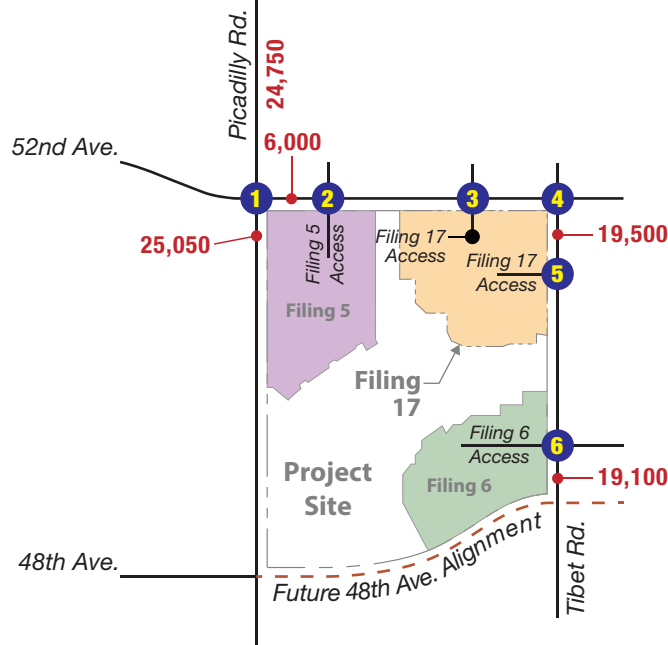 Picadilly Rd.
24,750
6,000
52nd Ave.
1
2
3
4
25,050
19,500
Filing 5
Access
Filing 17
Access
Filing 17
Access
5
Filing 5
Filing
17
Filing 6
Access
6
Project
Site
Filing 6
19,100
48th Ave.
Future 48th Ave. Alignment
Tibet Rd.